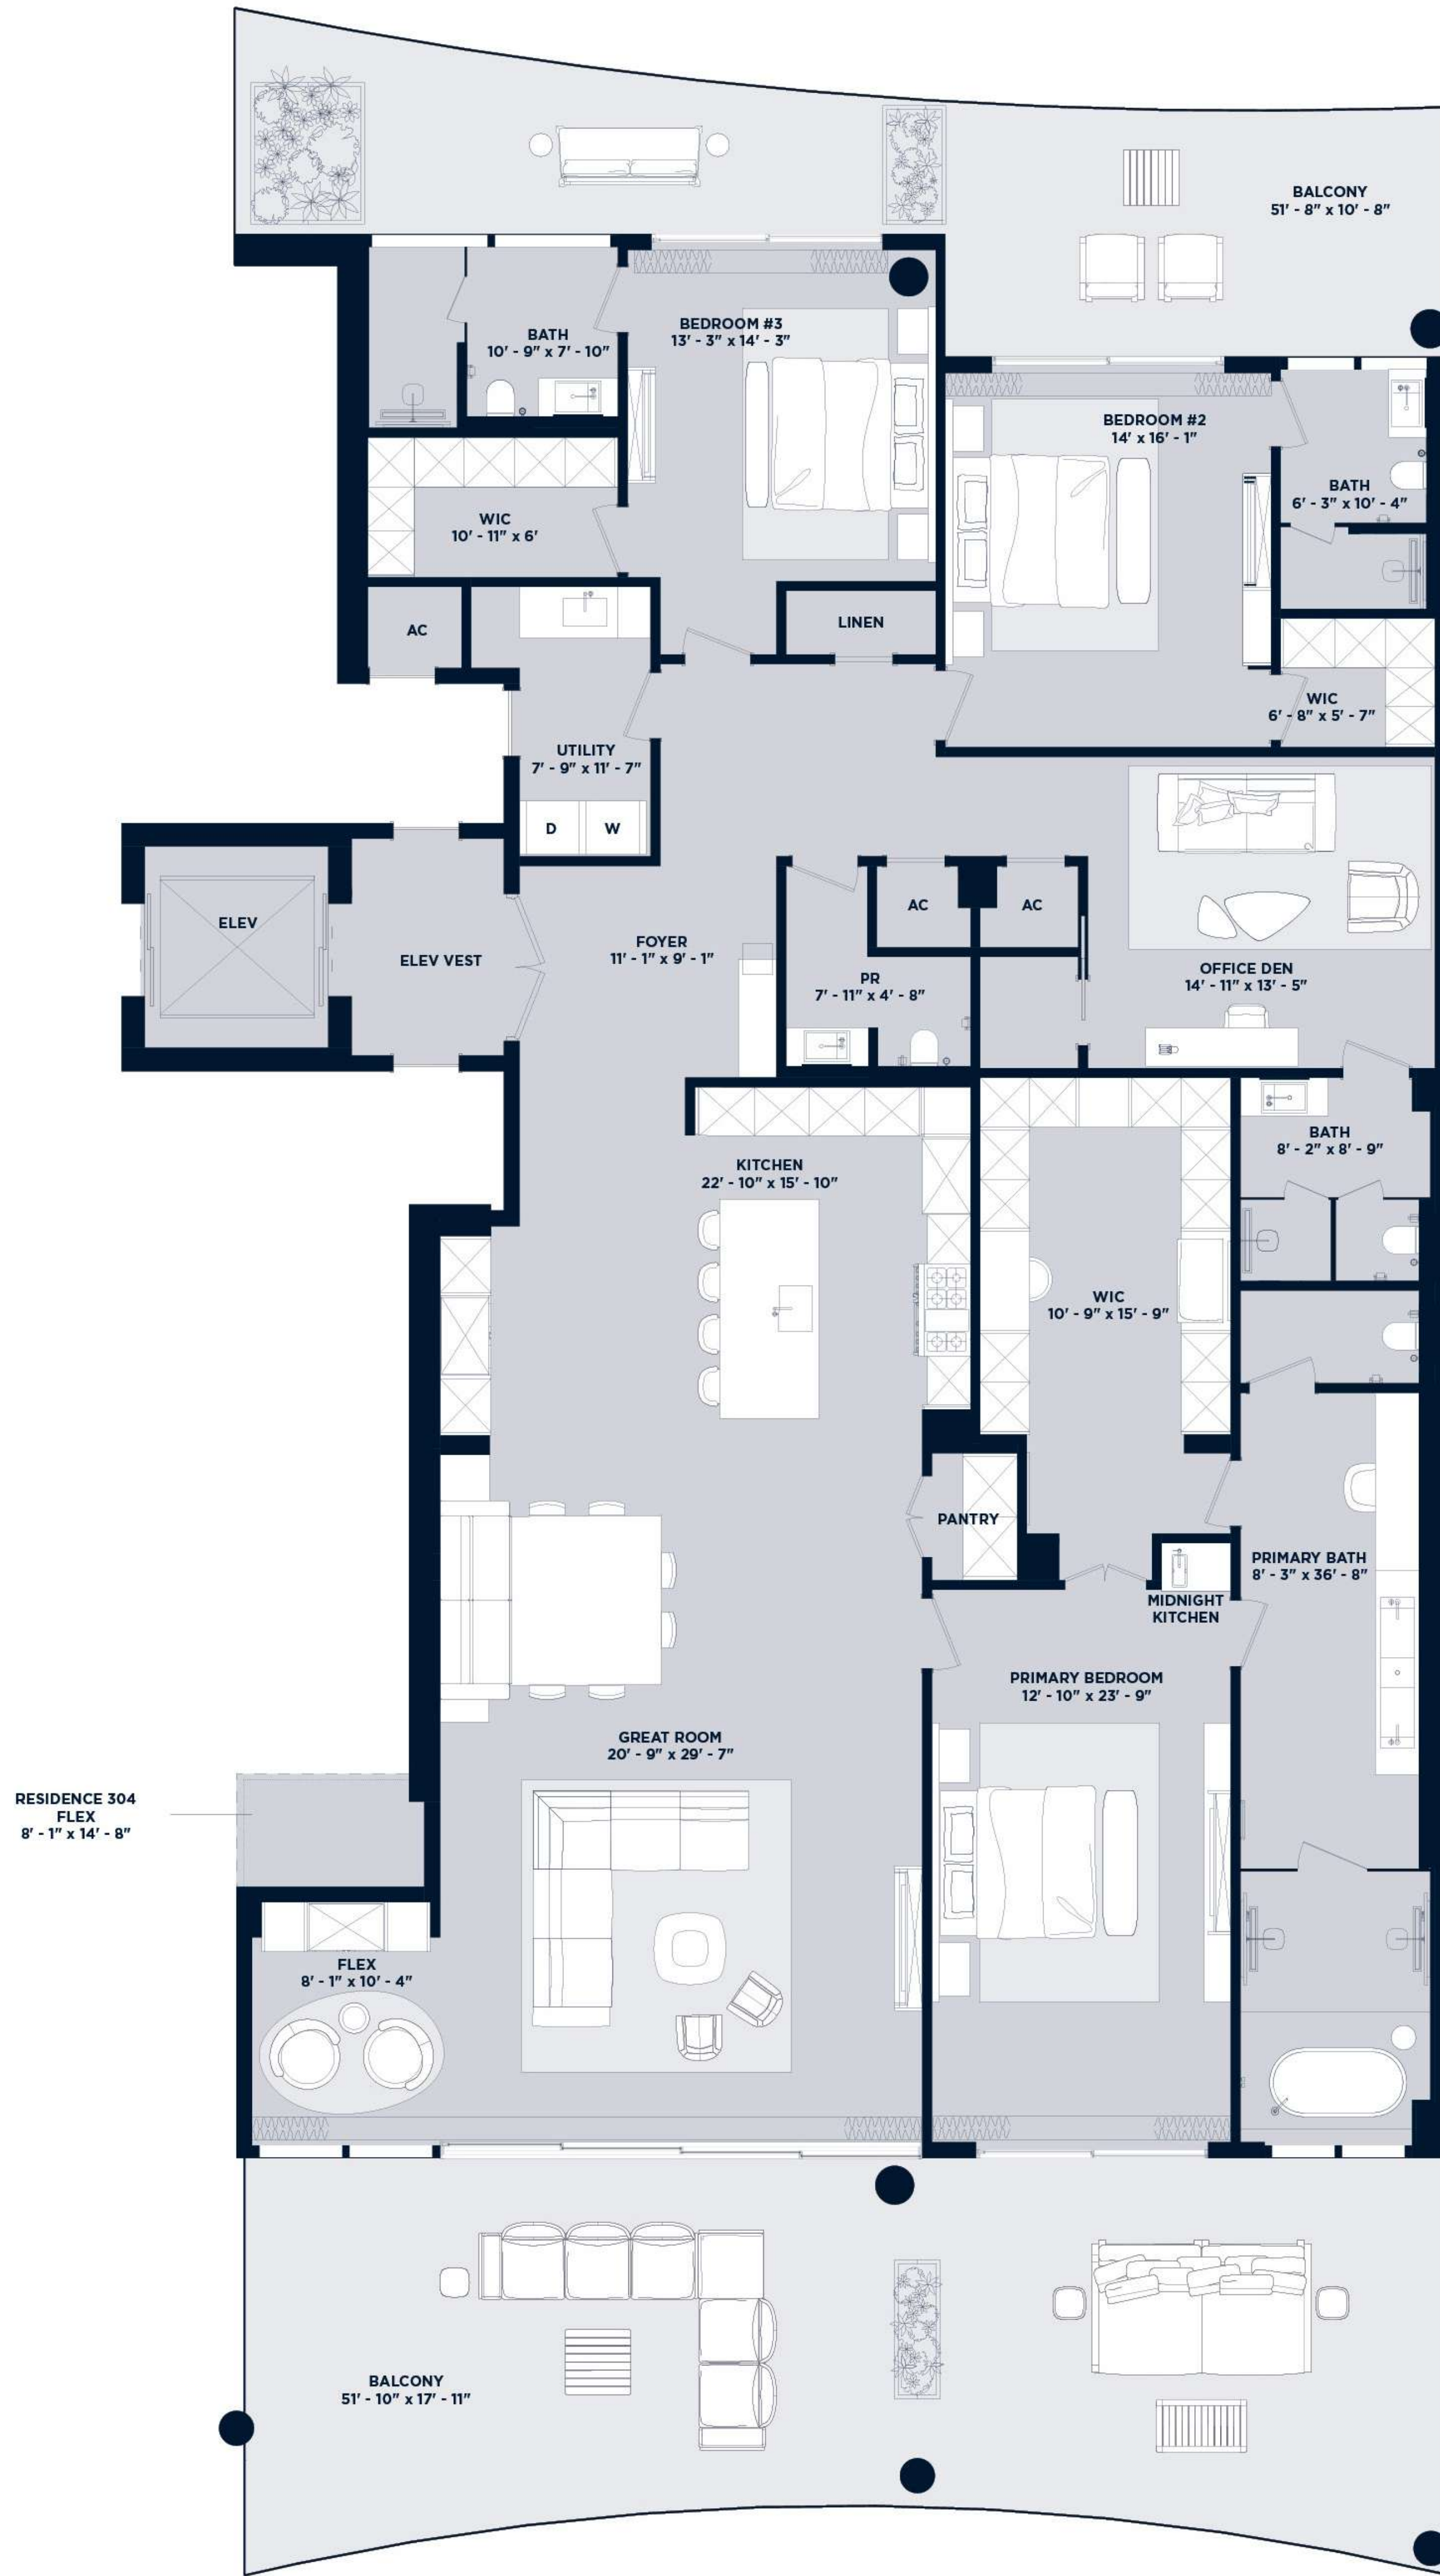 BALCONY
51' - 8" x 10' - 8"
BATH
10' - 9" x 7' - 10"
BEDROOM #3
13' - 3" x 14' - 3"
BEDROOM #2
14' x 16' - 1"
BATH
6' - 3" x 10' - 4"
WIC
10' - 11" x 6'
AC
LINEN
WIC
6' - 8" x 5' - 7"
UTILITY
7' - 9" x 11' - 7"
D
W
ELEV
ELEV VEST
FOYER
11' - 1" x 9' - 1"
AC
AC
PR
7' - 11" x 4' - 8"
OFFICE DEN
14' - 11" x 13' - 5"
KITCHEN
22' - 10" x 15' - 10"
BATH
8' - 2" x 8' - 9"
WIC
10' - 9" x 15' - 9"
PANTRY
PRIMARY BATH
8' - 3" x 36' - 8"
MIDNIGHT
KITCHEN
PRIMARY BEDROOM
12' - 10" x 23' - 9"
GREAT ROOM
20' - 9" x 29' - 7"
RESIDENCE 304
FLEX
8' - 1" x 14' - 8"
FLEX
8' - 1" x 10' - 4"
BALCONY
51' - 10" x 17' - 11"